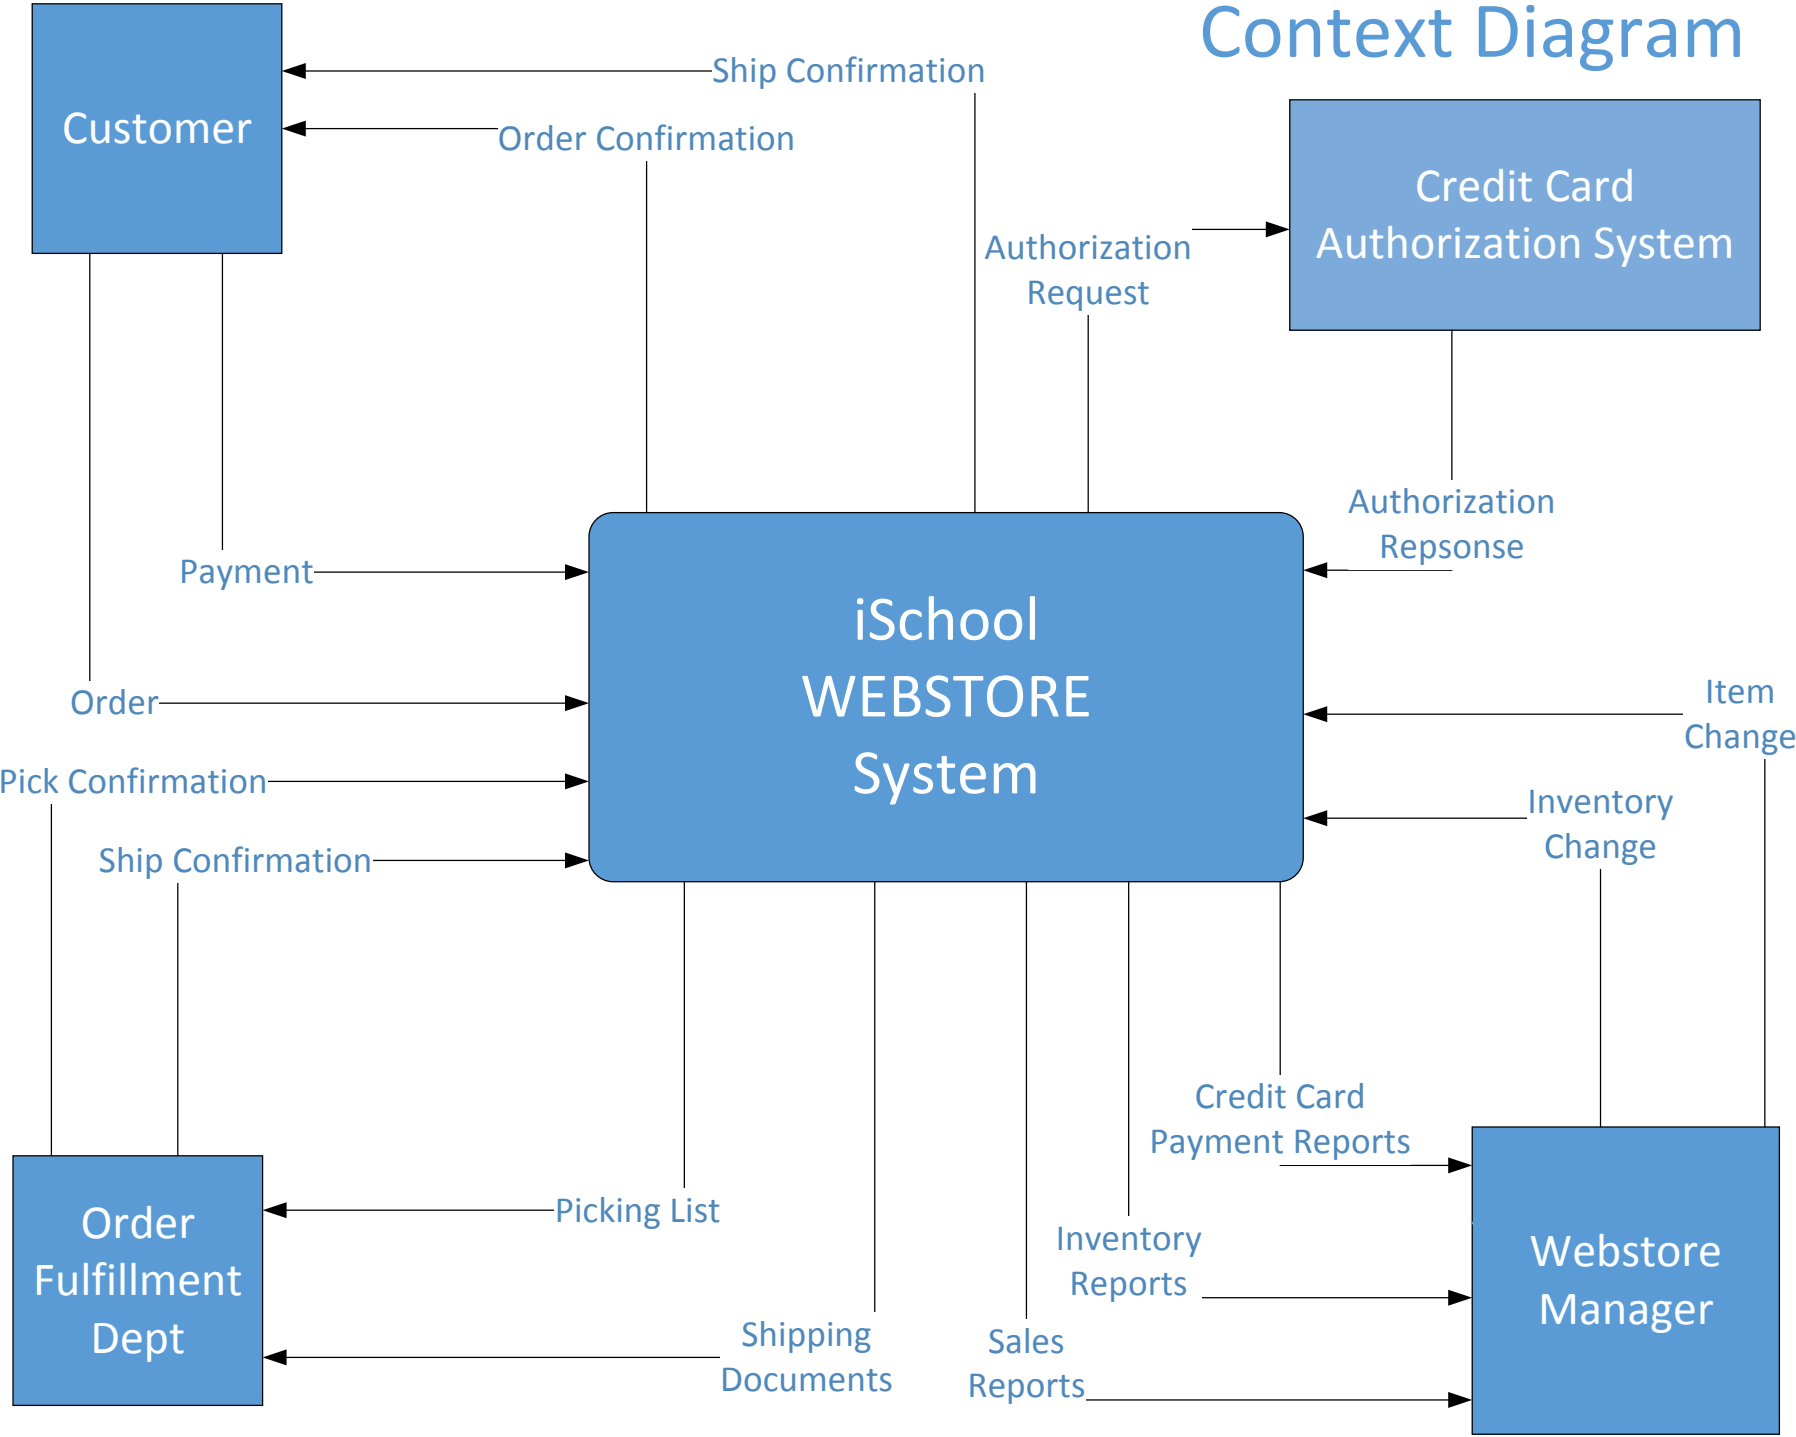 Context Diagram
Customer
Ship Confirmation
Order Confirmation
Credit Card
Authorization System
Authorization
Request
Authorization
Repsonse
Payment
iSchool
WEBSTORE
System
Order
Item
Change
Pick Confirmation
Inventory
Change
Ship Confirmation
Credit Card
Payment Reports
Picking List
Order
Fulfillment
Dept
Inventory
Reports
Webstore
Manager
Shipping
Documents
Sales
Reports